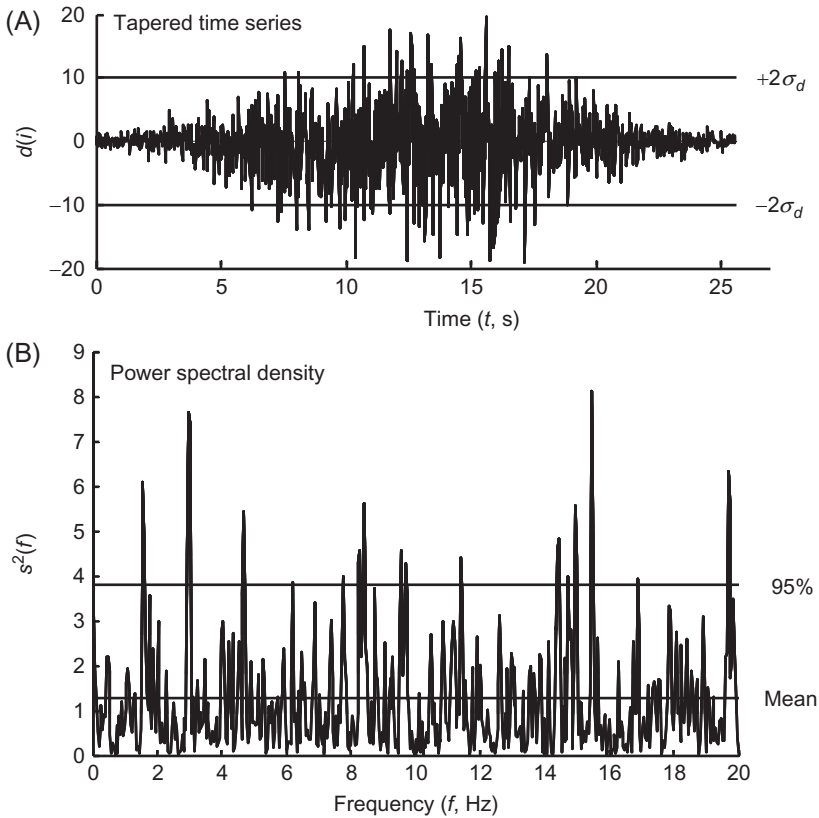 (A)
Tapered time series
20
10
0
−10
−20
d(i)
+2σd
−2σd
0 5 10 15 20 25
Time (t, s)
(B)
Power spectral density
9
8
7
6
5
4
3
2
1
0
s²(f)
95%
Mean
0 2 4 6 8 10 12 14 16 18 20
Frequency (f, Hz)